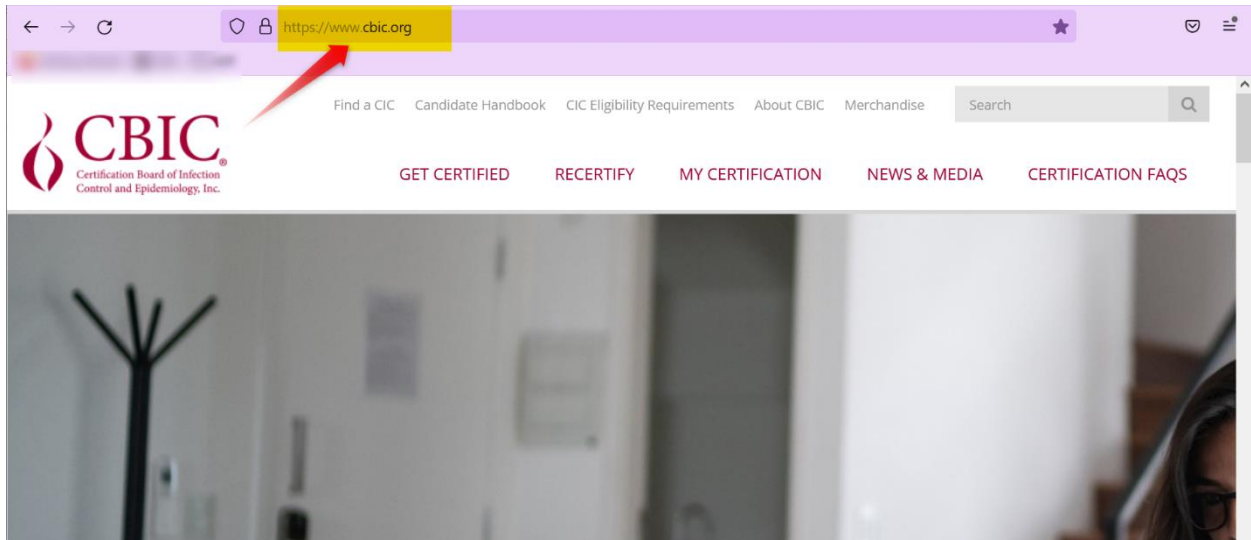 https://www.cbic.org
Find a CIC Candidate Handbook CIC Eligibility Requirements About CBIC Merchandise Search
CBIC®
Certification Board of Infection
Control and Epidemiology, Inc.
GET CERTIFIED RECERTIFY MY CERTIFICATION NEWS & MEDIA CERTIFICATION FAQS